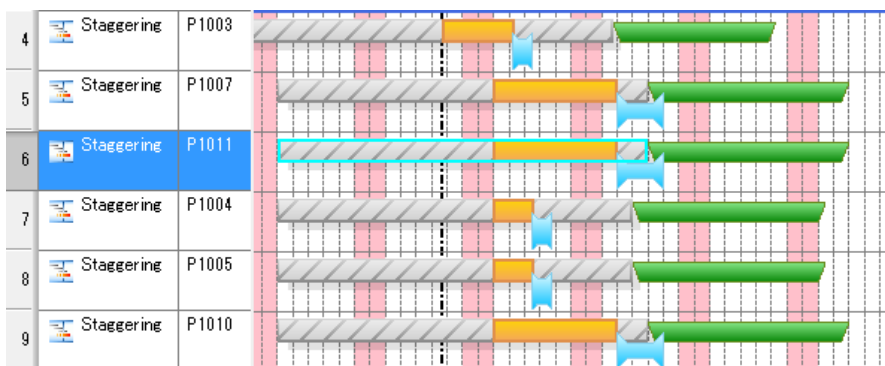 4 Staggering P1003
5 Staggering P1007
6 Staggering P1011
7 Staggering P1004
8 Staggering P1005
9 Staggering P1010